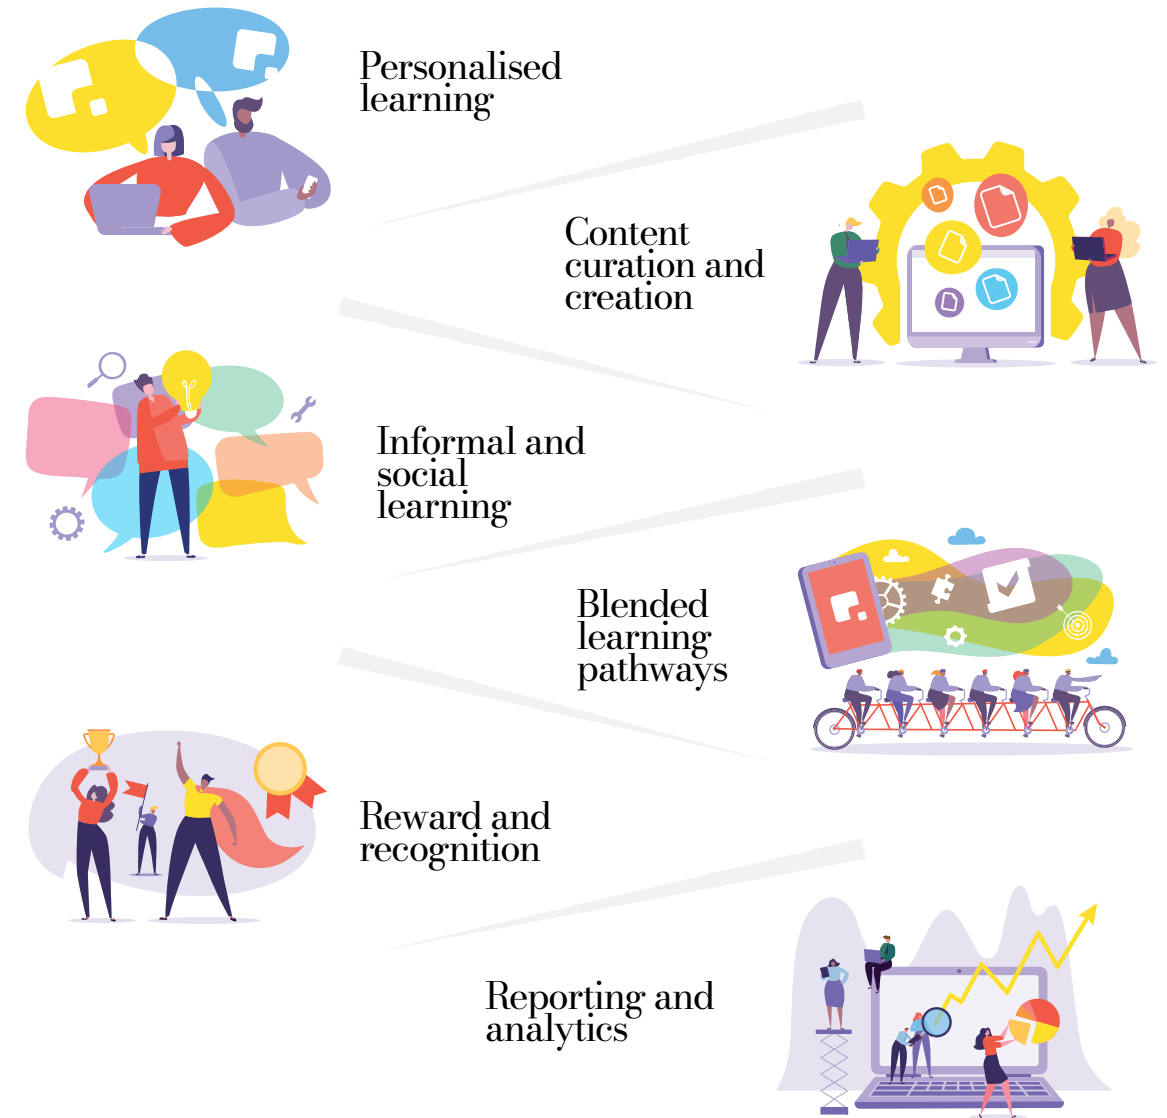 Personalised
learning
Content
curation and
creation
Informal and
social
learning
Blended
learning
pathways
Reward and
recognition
Reporting and
analytics